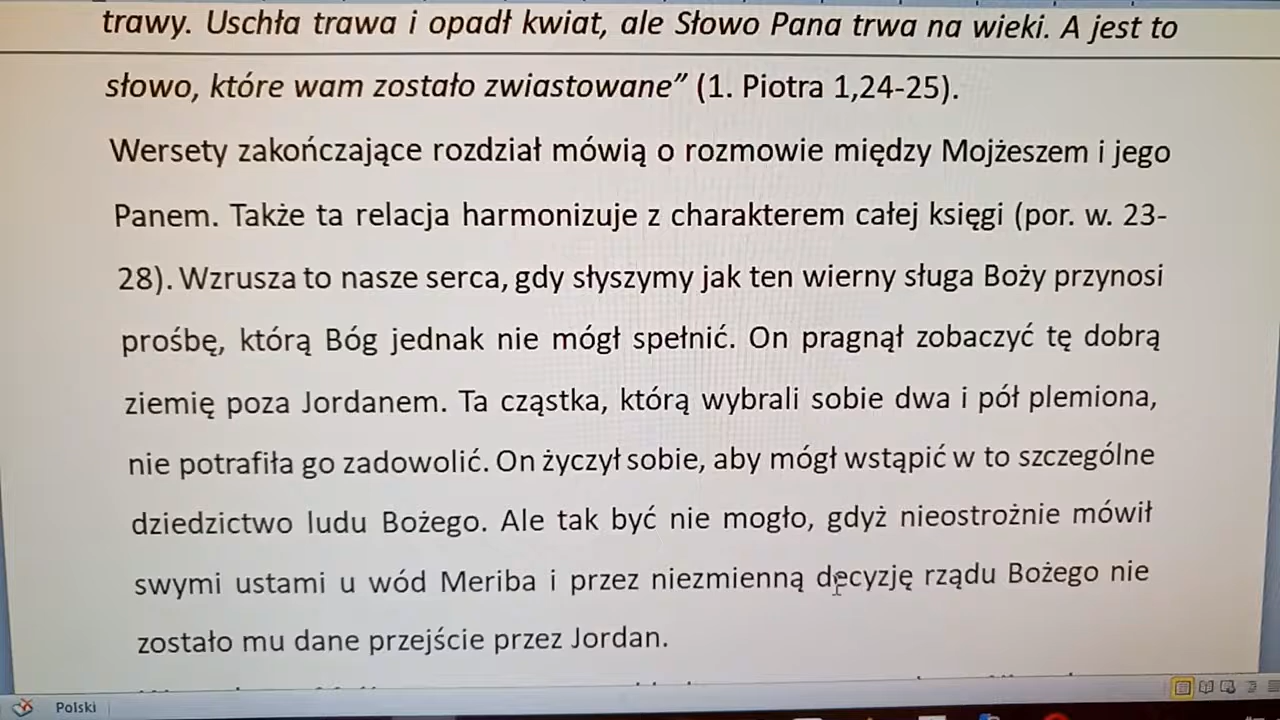 trawy. Uschła trawa i opadł kwiat, ale Słowo Pana trwa na wieki. A jest to
słowo, które wam zostało zwiastowane” (1. Piotra 1,24-25).
Wersety zakończające rozdział mówią o rozmowie między Mojżeszem i jego
Panem. Także ta relacja harmonizuje z charakterem całej księgi (por. w. 23-
28). Wzrusza to nasze serca, gdy słyszymy jak ten wierny sługa Boży przynosi
prośbę, którą Bóg jednak nie mógł spełnić. On pragnął zobaczyć tę dobrą
ziemię poza Jordanem. Ta cząstka, którą wybrali sobie dwa i pół plemiona,
nie potrafiła go zadowolić. On życzył sobie, aby mógł wstąpić w to szczególne
dziedzictwo ludu Bożego. Ale tak być nie mogło, gdyż nieostrożnie mówił
swymi ustami u wód Meriba i przez niezmienną decyzję rządu Bożego nie
zostało mu dane przejście przez Jordan.
Polski